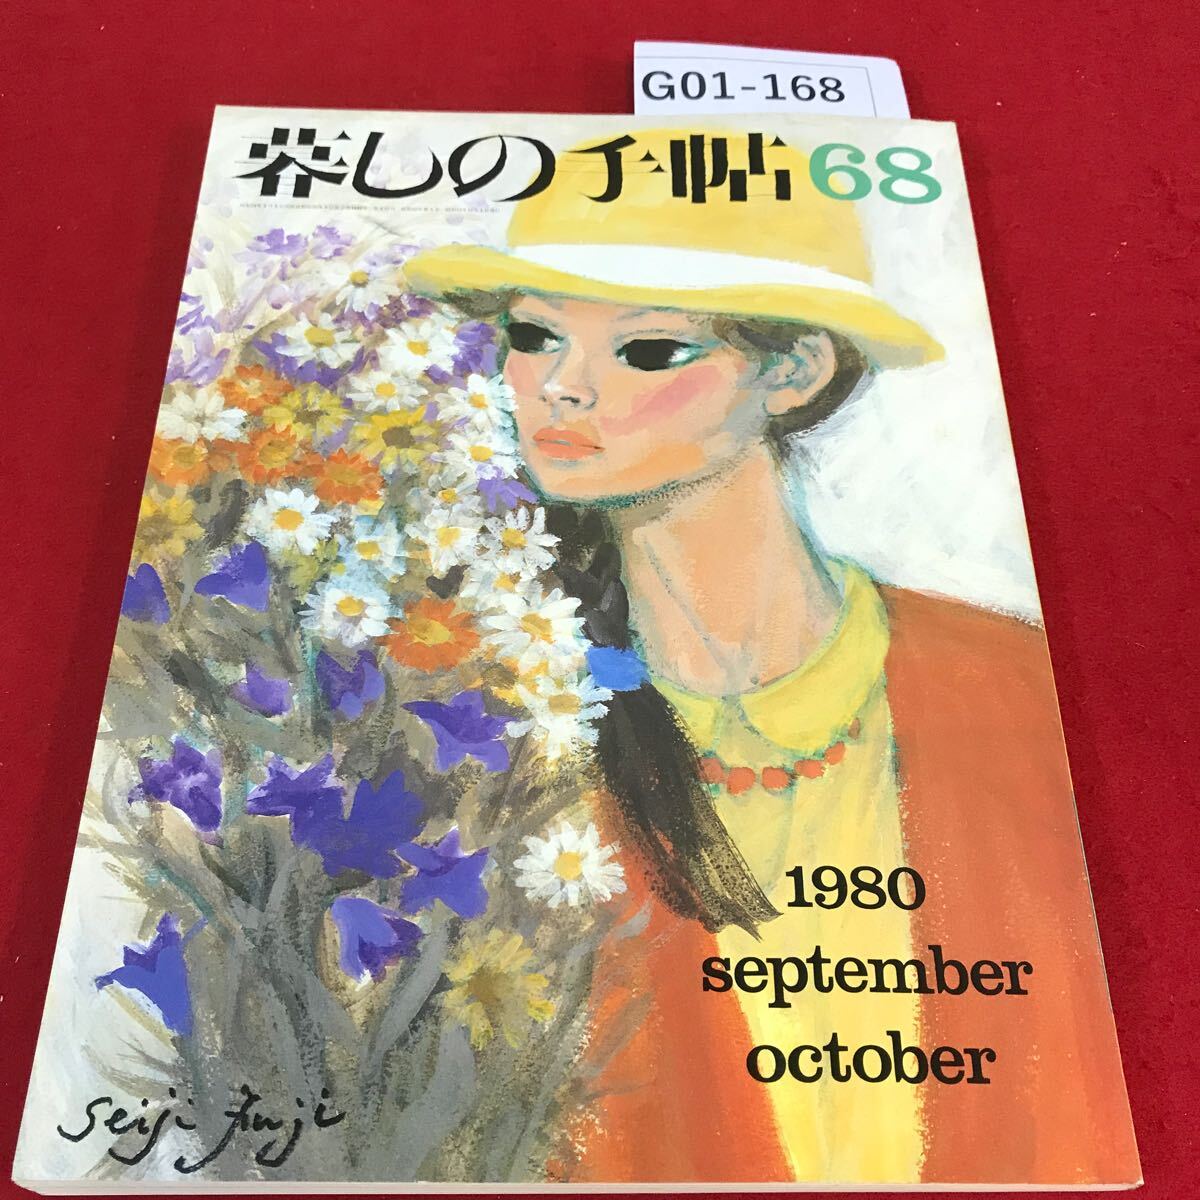 G01-168
暮しの手帖68
1980
september
october
Seiji Fuji